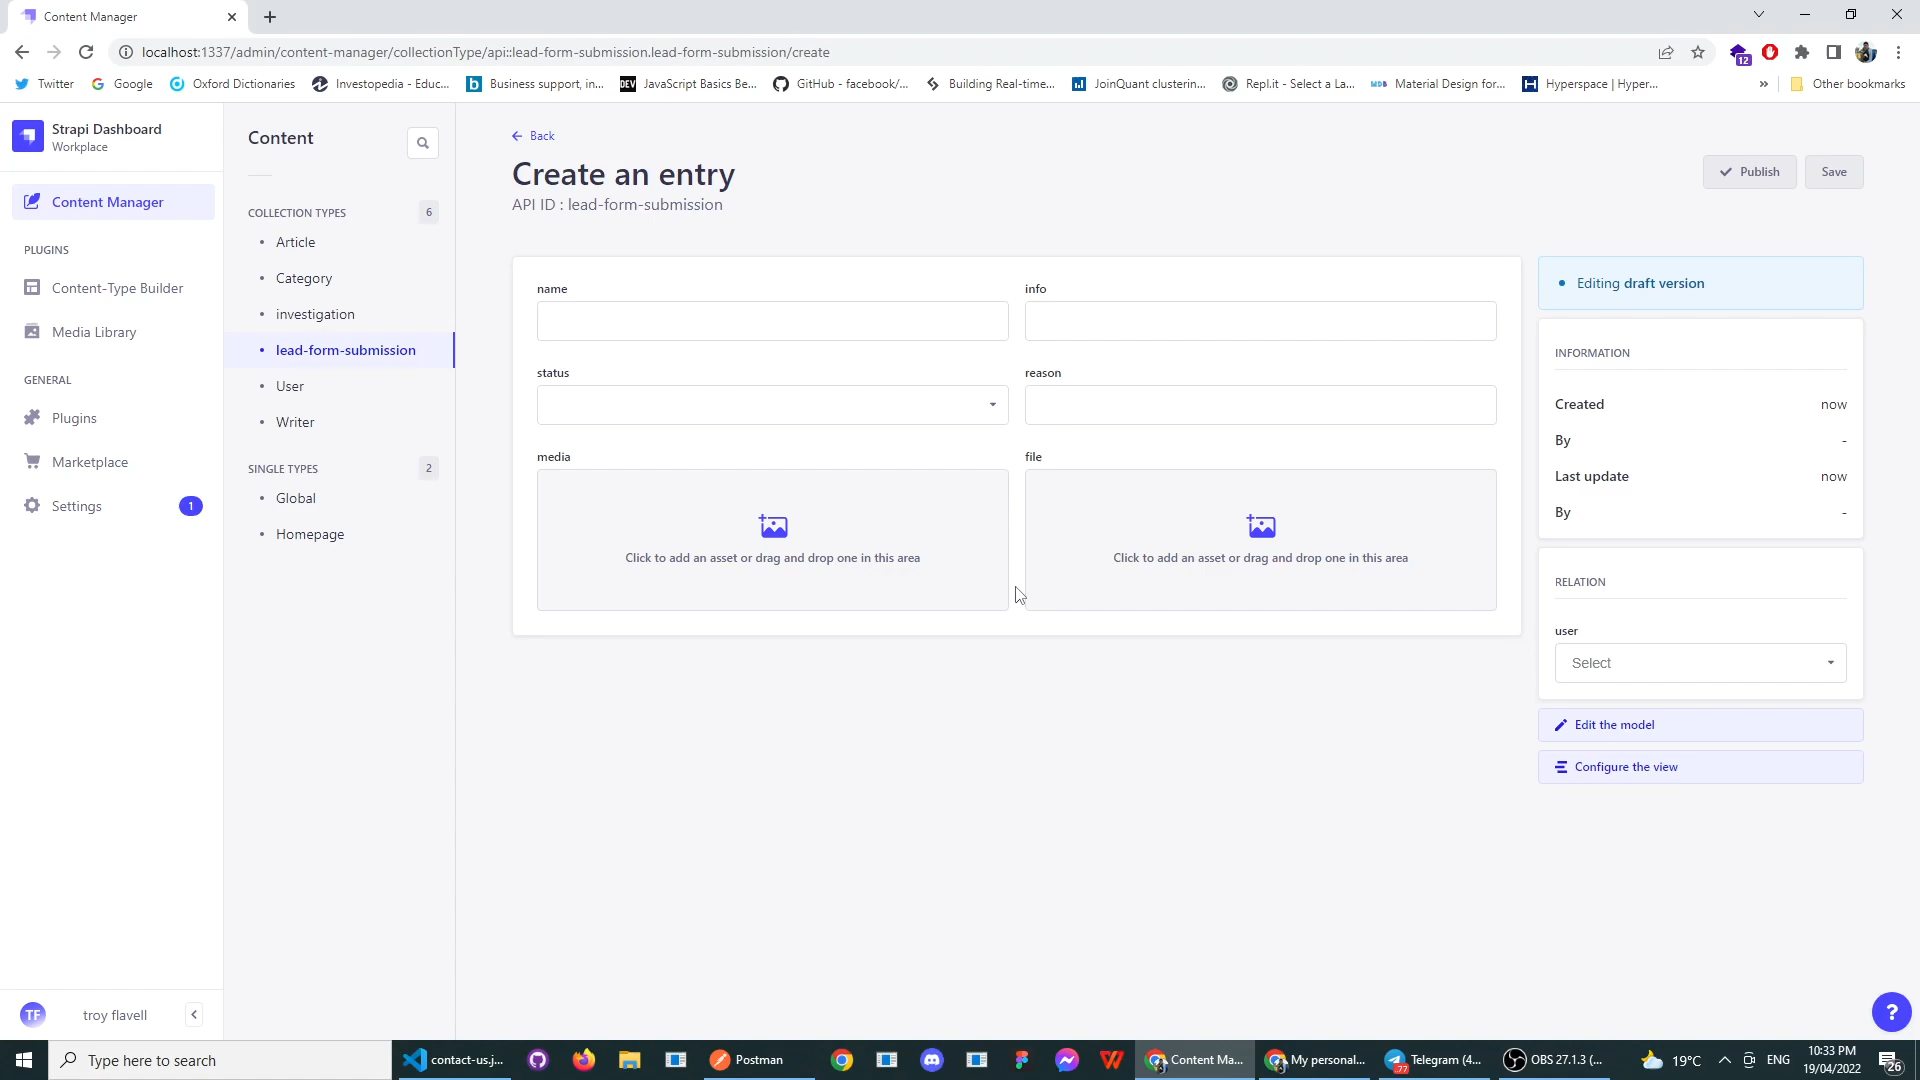 Content Manager
localhost:1337/admin/content-manager/collectionType/api::lead-form-submission.lead-form-submission/create
12
Twitter
Google
Oxford Dictionaries
Investopedia - Educ...
Business support, in...
DEV
JavaScript Basics Be...
GitHub - facebook/...
Building Real-time...
JoinQuant clusterin...
Repl.it - Select a La...
MDB
Material Design for...
Hyperspace | Hyper...
»
Other bookmarks
Strapi Dashboard
Workplace
Content Manager
PLUGINS
Content-Type Builder
Media Library
GENERAL
Plugins
Marketplace
Settings
1
TF
troy flavell
Content
COLLECTION TYPES
6
Article
Category
investigation
lead-form-submission
User
Writer
SINGLE TYPES
2
Global
Homepage
Back
Create an entry
API ID : lead-form-submission
Publish
Save
name
info
status
reason
media
file
Click to add an asset or drag and drop one in this area
Click to add an asset or drag and drop one in this area
Editing draft version
INFORMATION
Created
now
By
-
Last update
now
By
-
RELATION
user
Select
Edit the model
Configure the view
?
Type here to search
contact-us.j...
Postman
Content Ma...
My personal...
77
Telegram (4...
OBS 27.1.3 (...
19°C
ENG
10:33 PM
19/04/2022
26